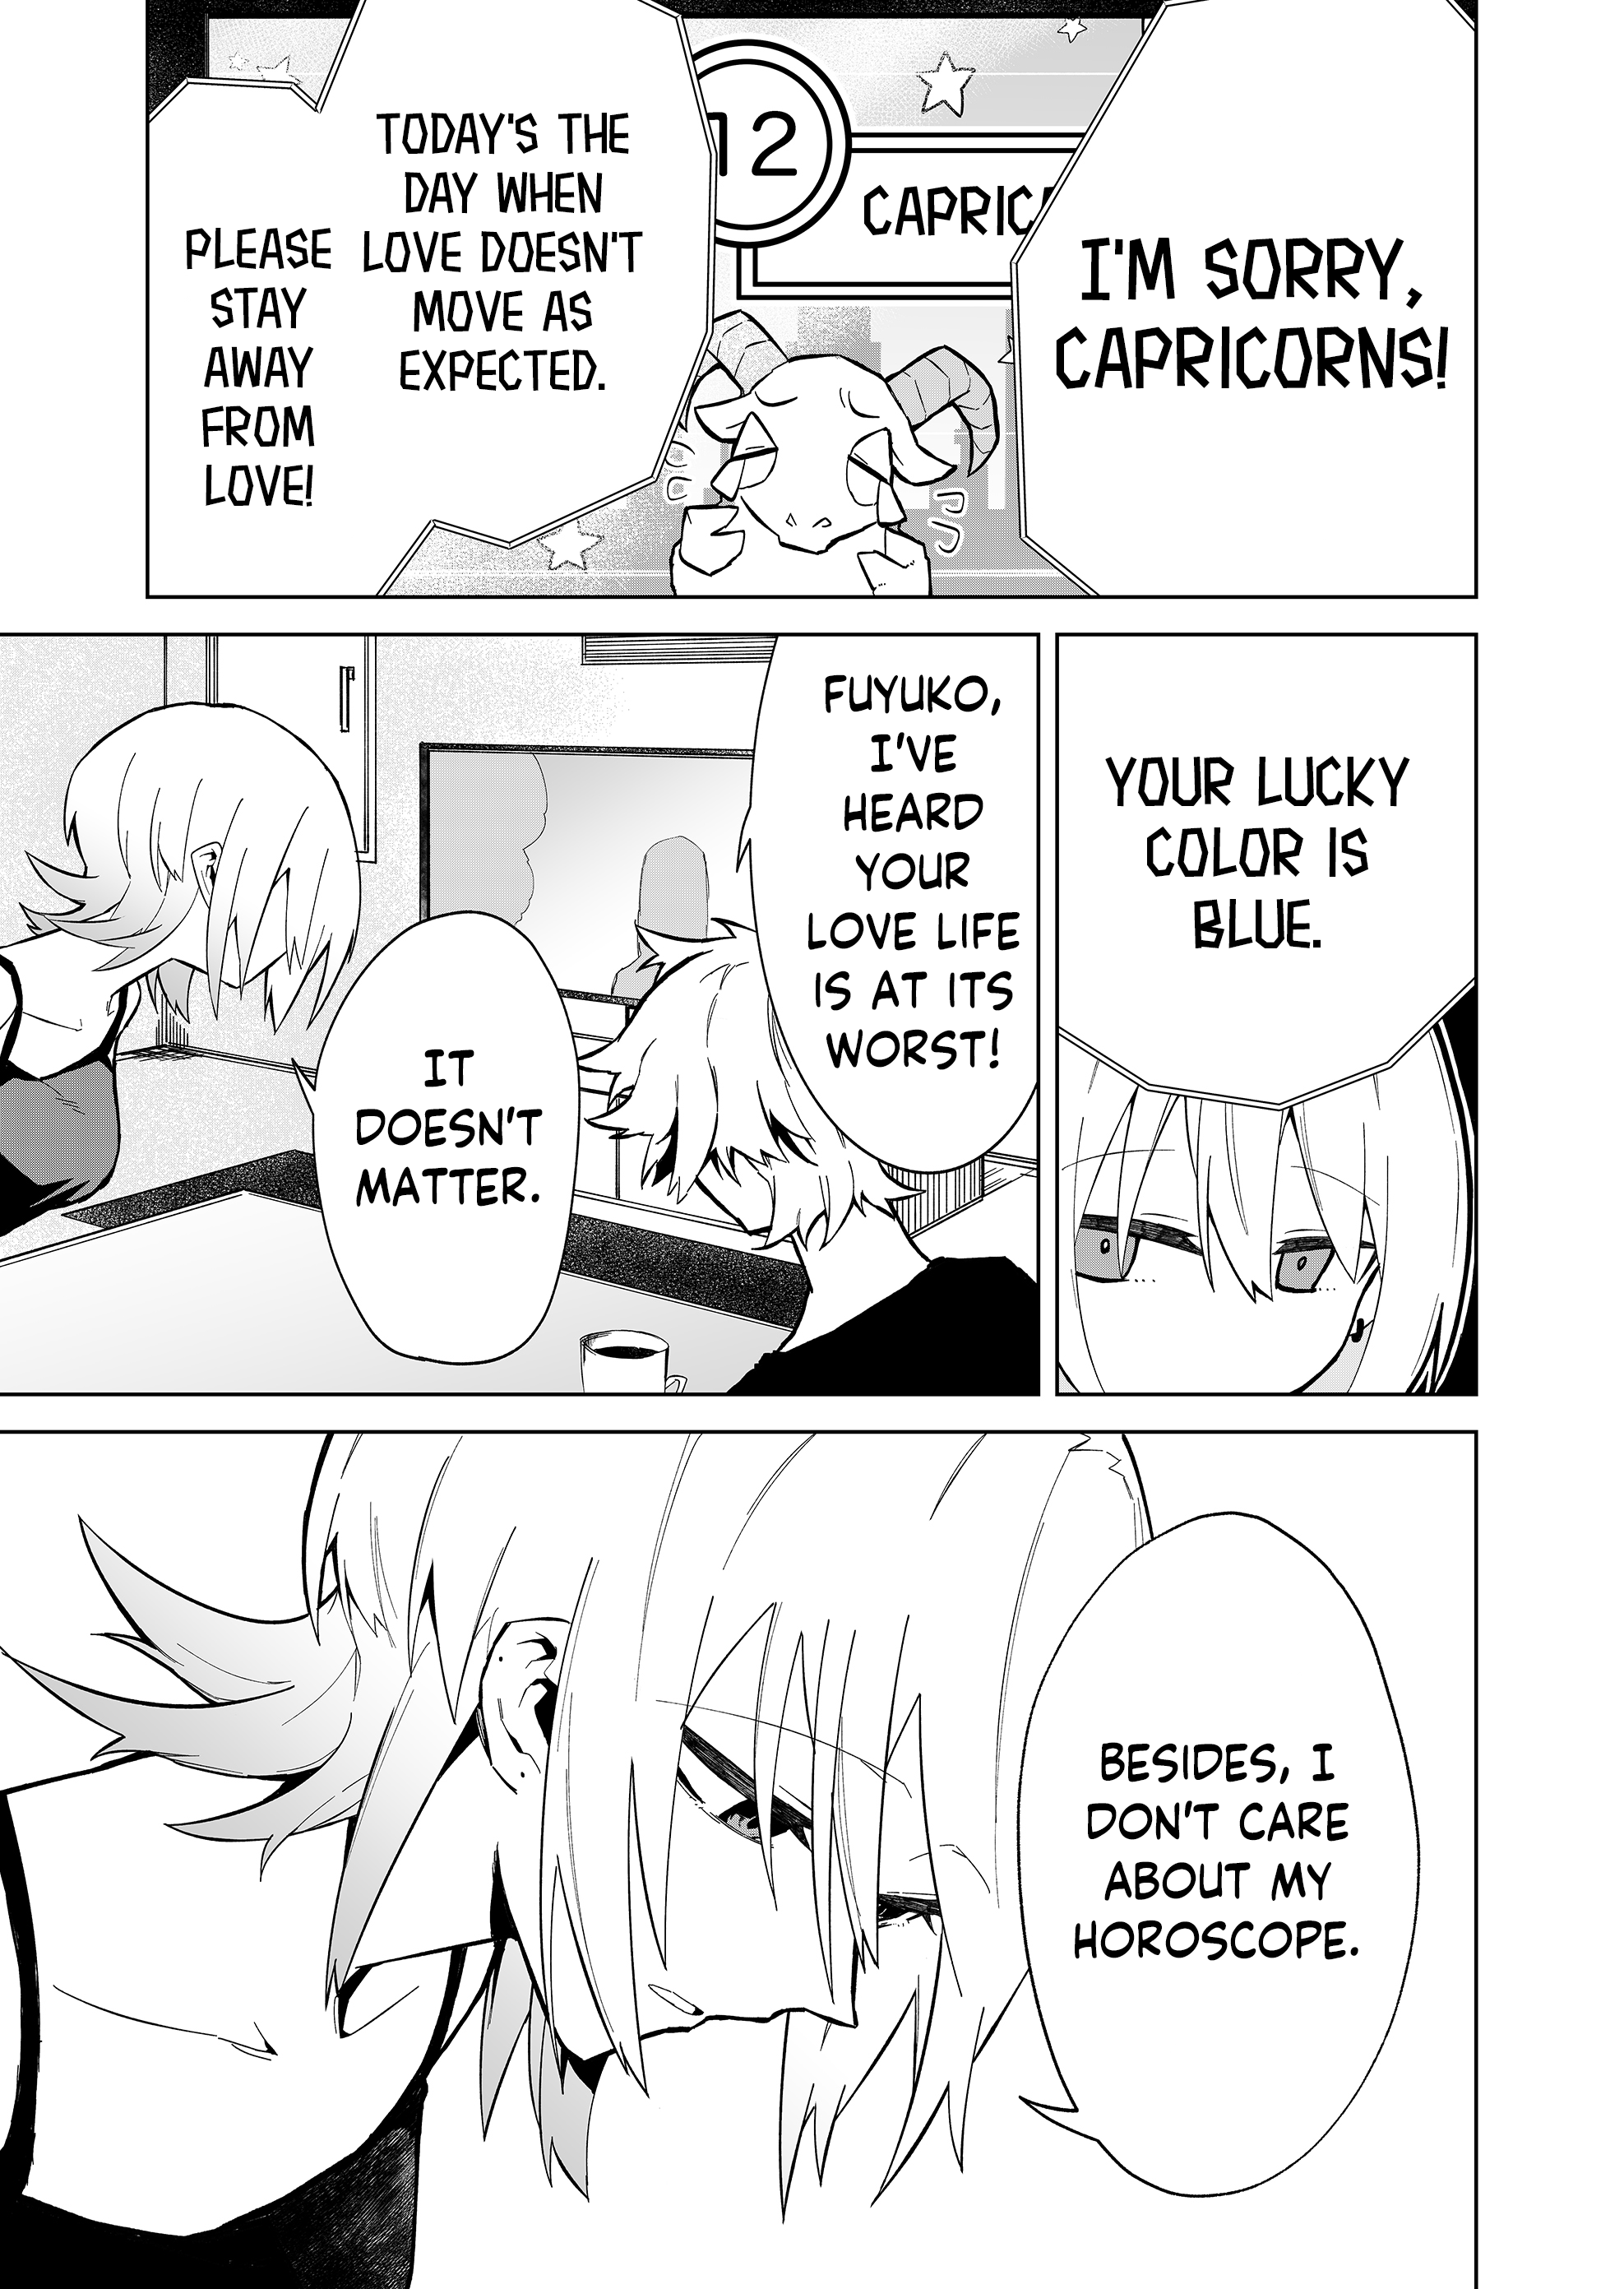 I'M SORRY,
CAPRICORNS!
12
CAPRIC
TODAY'S THE
DAY WHEN
LOVE DOESN'T
MOVE AS
EXPECTED.
PLEASE
STAY
AWAY
FROM
LOVE!
YOUR LUCKY
COLOR IS
BLUE.
FUYUKO,
I'VE
HEARD
YOUR
LOVE LIFE
IS AT ITS
WORST!
IT
DOESN'T
MATTER.
BESIDES, I
DON'T CARE
ABOUT MY
HOROSCOPE.